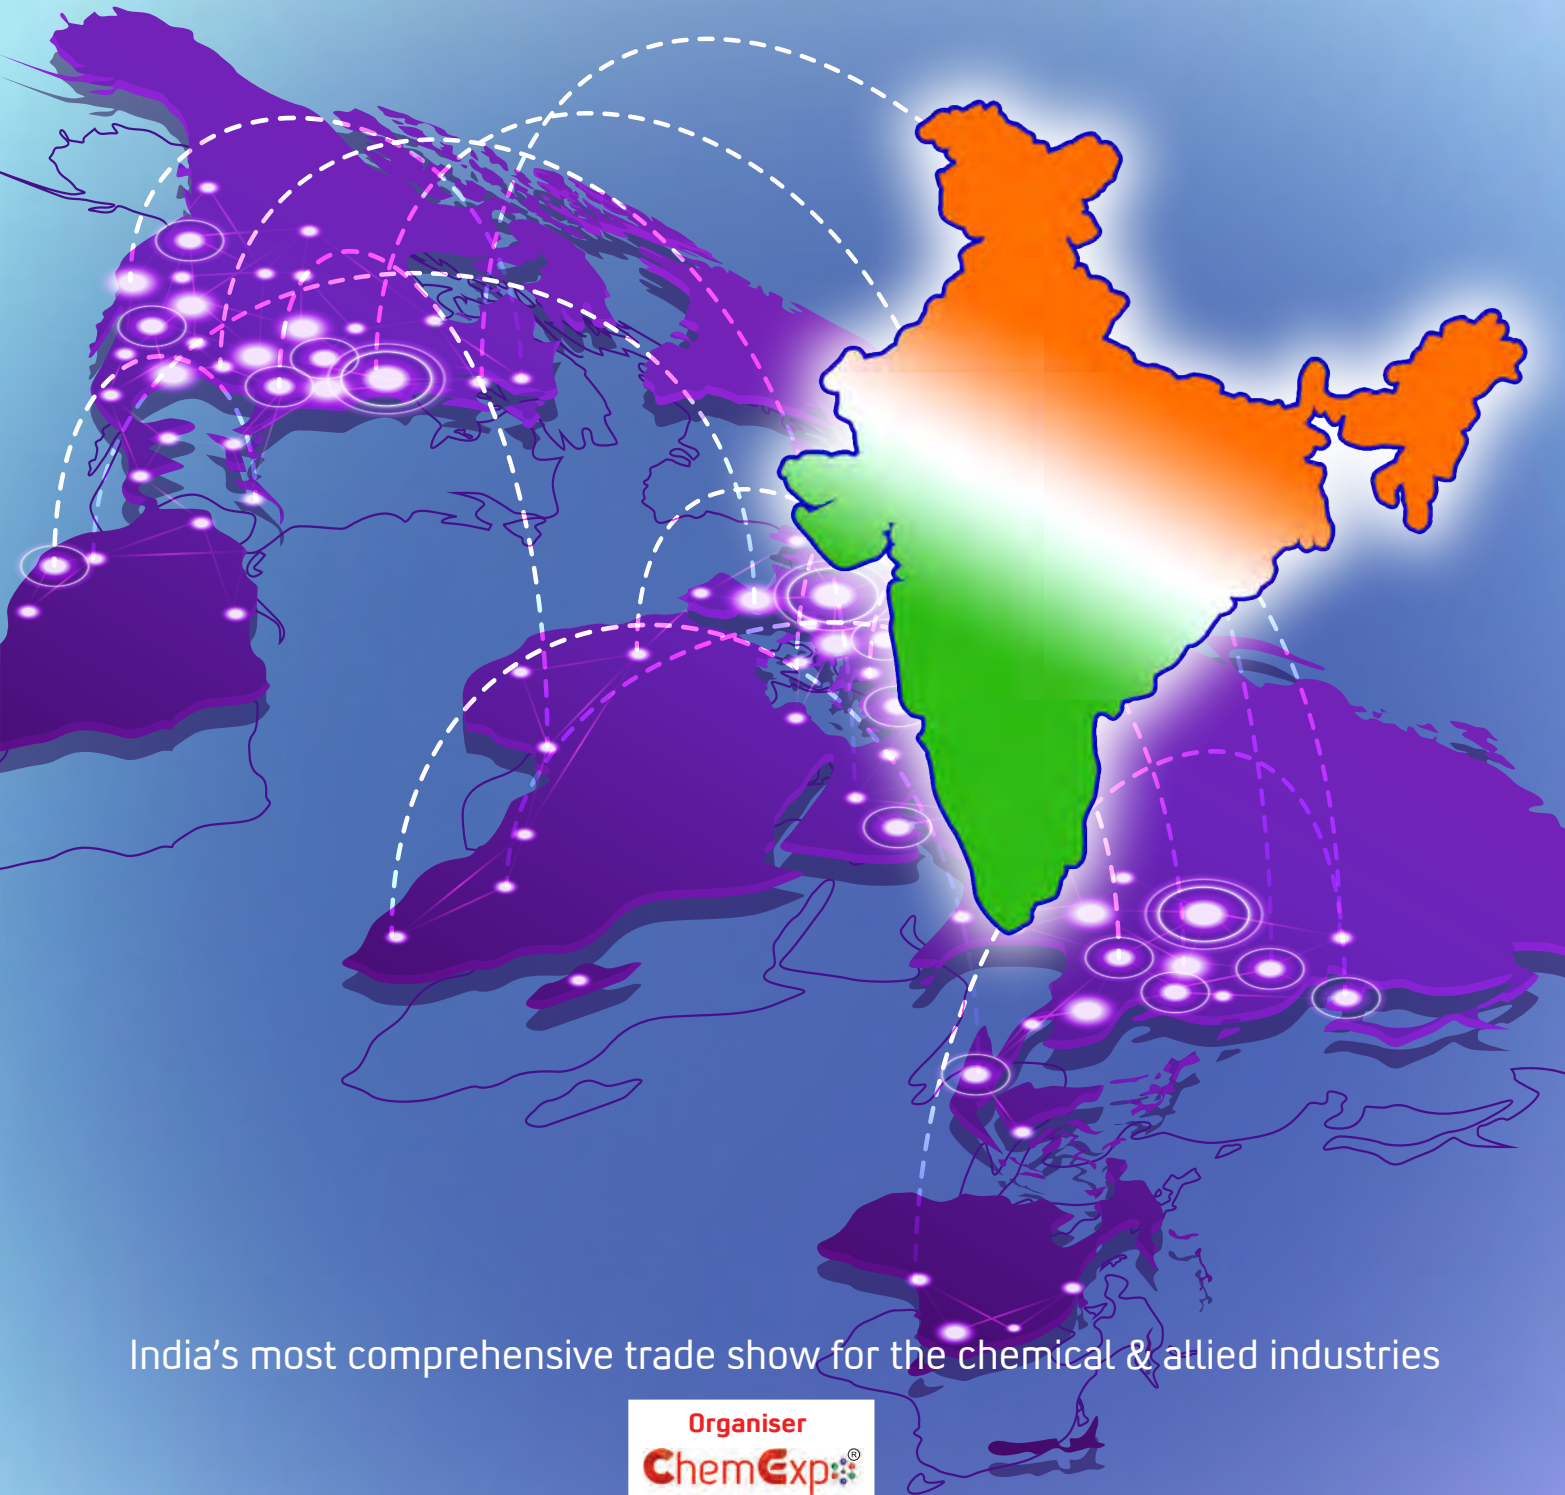 India’s most comprehensive trade show for the chemical & allied industries
Organiser
ChemExpo®